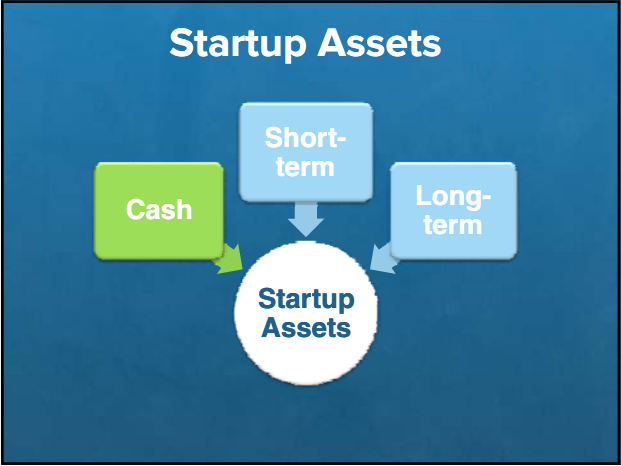 Startup Assets
Short-
term
Cash
Long-
term
Startup
Assets